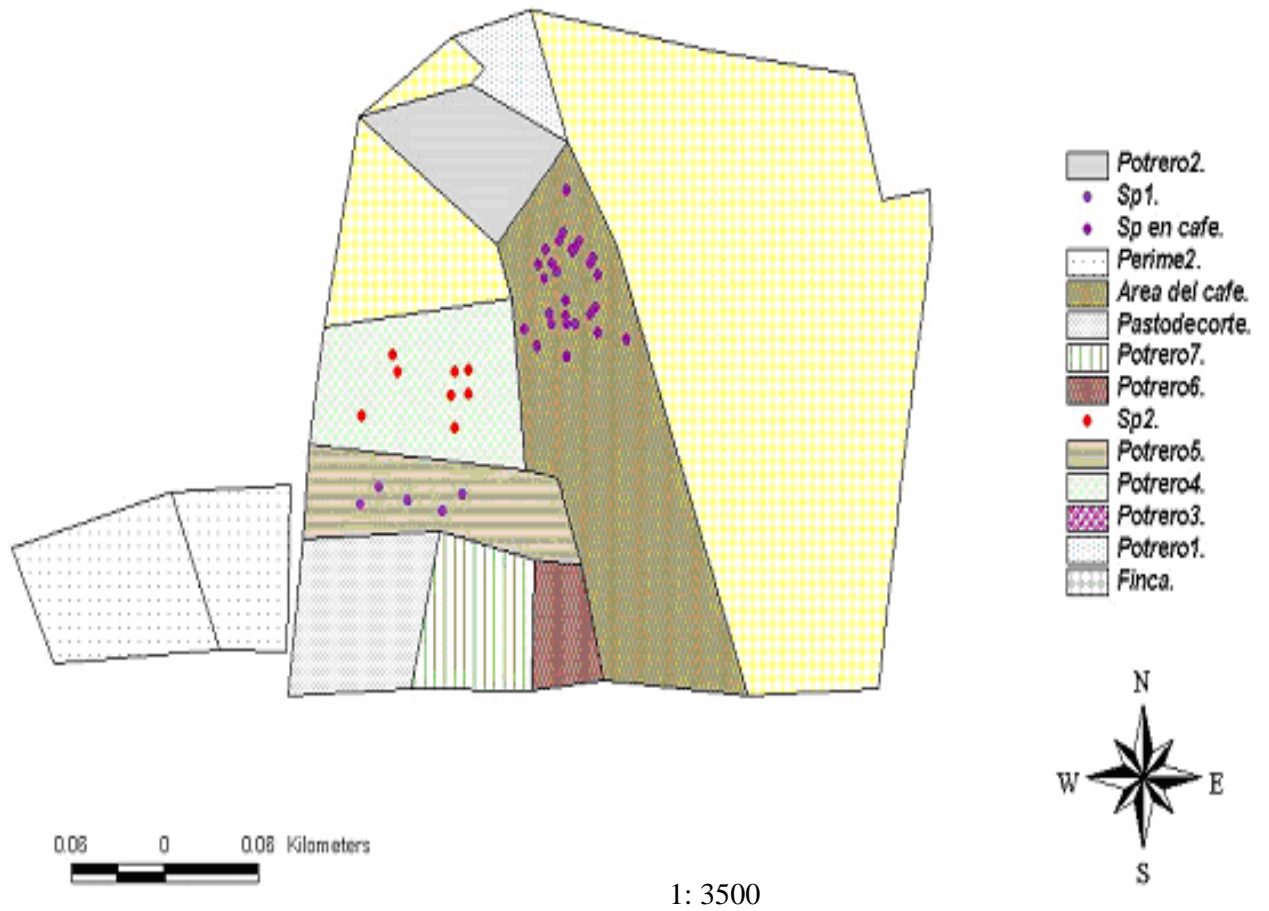 Potrero2.
Sp1.
Sp en cafe.
Perime2.
Area del cafe.
Pastodecorte.
Potrero7.
Potrero6.
Sp2.
Potrero5.
Potrero4.
Potrero3.
Potrero1.
Finca.
N
W E
S
0.08 0 0.08 Kilometers
1: 3500